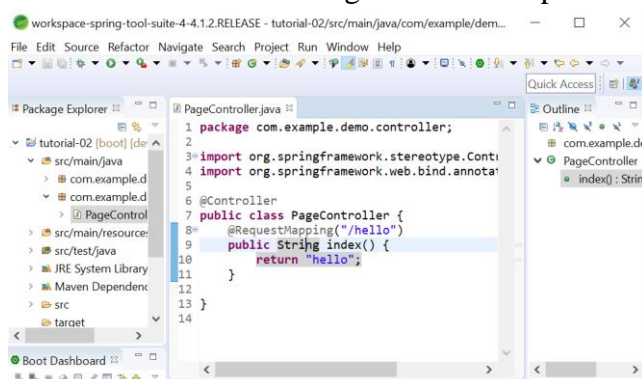 workspace-spring-tool-suite-4-4.1.2.RELEASE - tutorial-02/src/main/java/com/example/dem...
File Edit Source Refactor Navigate Search Project Run Window Help
Quick Access
Package Explorer
tutorial-02 [boot] [de
src/main/java
com.example.d
com.example.d
PageControl
src/main/resource
src/test/java
JRE System Library
Maven Dependenc
src
target
Boot Dashboard
PageController.java
1 package com.example.demo.controller;
2
3 import org.springframework.stereotype.Contr
4 import org.springframework.web.bind.annotat
5
6 @Controller
7 public class PageController {
8 @RequestMapping("/hello")
9 public String index() {
10 return "hello";
11 }
12
13 }
14
Outline
com.example.de
PageController
index() : Strin